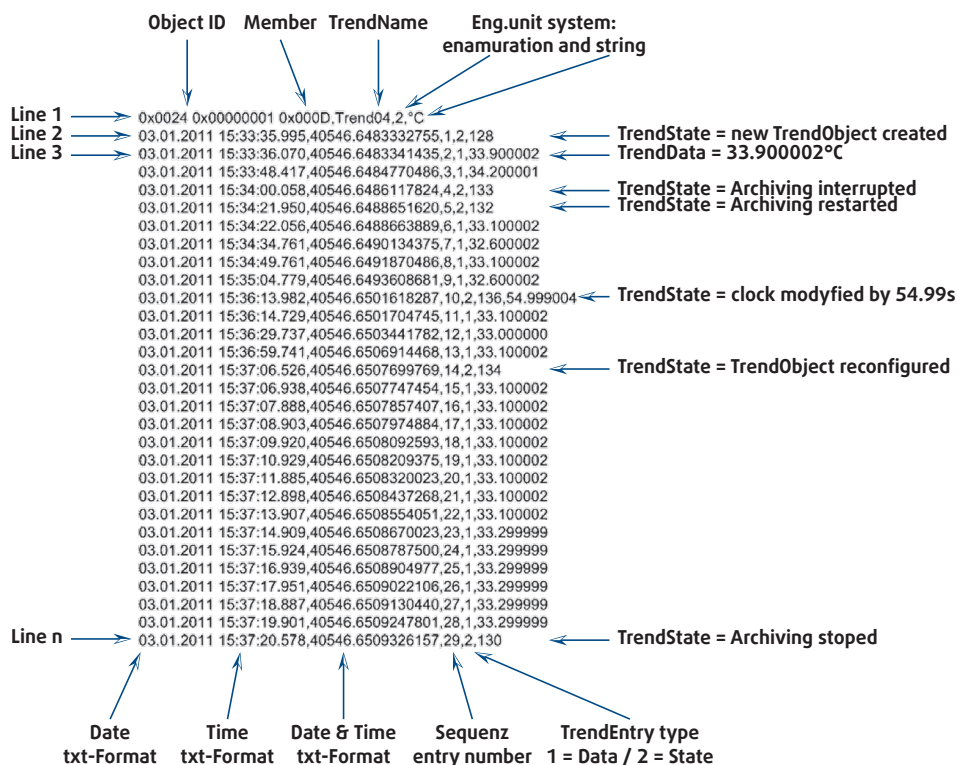 Object ID Member TrendName Eng.unit system:
enamuration and string
Line 1 0x0024 0x00000001 0x000D,Trend04,2,°C
Line 2 03.01.2011 15:33:35.995,40546.6483332755,1,2,128 TrendState = new TrendObject created
Line 3 03.01.2011 15:33:36.070,40546.6483341435,2,1,33.900002 TrendData = 33.900002°C
03.01.2011 15:33:48.417,40546.6484770486,3,1,34.200001
03.01.2011 15:34:00.058,40546.6486117824,4,2,133 TrendState = Archiving interrupted
03.01.2011 15:34:21.950,40546.6488651620,5,2,132 TrendState = Archiving restarted
03.01.2011 15:34:22.056,40546.6488663889,6,1,33.100002
03.01.2011 15:34:34.761,40546.6490134375,7,1,32.600002
03.01.2011 15:34:49.761,40546.6491870486,8,1,33.100002
03.01.2011 15:35:04.779,40546.6493608681,9,1,32.600002
03.01.2011 15:36:13.982,40546.6501618287,10,2,136,54.999004 TrendState = clock modyfied by 54.99s
03.01.2011 15:36:14.729,40546.6501704745,11,1,33.100002
03.01.2011 15:36:29.737,40546.6503441782,12,1,33.000000
03.01.2011 15:36:59.741,40546.6506914468,13,1,33.100002
03.01.2011 15:37:06.526,40546.6507699769,14,2,134 TrendState = TrendObject reconfigured
03.01.2011 15:37:06.938,40546.6507747454,15,1,33.100002
03.01.2011 15:37:07.888,40546.6507857407,16,1,33.100002
03.01.2011 15:37:08.903,40546.6507974884,17,1,33.100002
03.01.2011 15:37:09.920,40546.6508092593,18,1,33.100002
03.01.2011 15:37:10.929,40546.6508209375,19,1,33.100002
03.01.2011 15:37:11.885,40546.6508320023,20,1,33.100002
03.01.2011 15:37:12.898,40546.6508437268,21,1,33.100002
03.01.2011 15:37:13.907,40546.6508554051,22,1,33.100002
03.01.2011 15:37:14.909,40546.6508670023,23,1,33.299999
03.01.2011 15:37:15.924,40546.6508787500,24,1,33.299999
03.01.2011 15:37:16.939,40546.6508904977,25,1,33.299999
03.01.2011 15:37:17.951,40546.6509022106,26,1,33.299999
03.01.2011 15:37:18.887,40546.6509130440,27,1,33.299999
03.01.2011 15:37:19.901,40546.6509247801,28,1,33.299999
Line n 03.01.2011 15:37:20.578,40546.6509326157,29,2,130 TrendState = Archiving stoped
Date Time Date & Time Sequenz TrendEntry type
txt-Format txt-Format txt-Format entry number 1 = Data / 2 = State